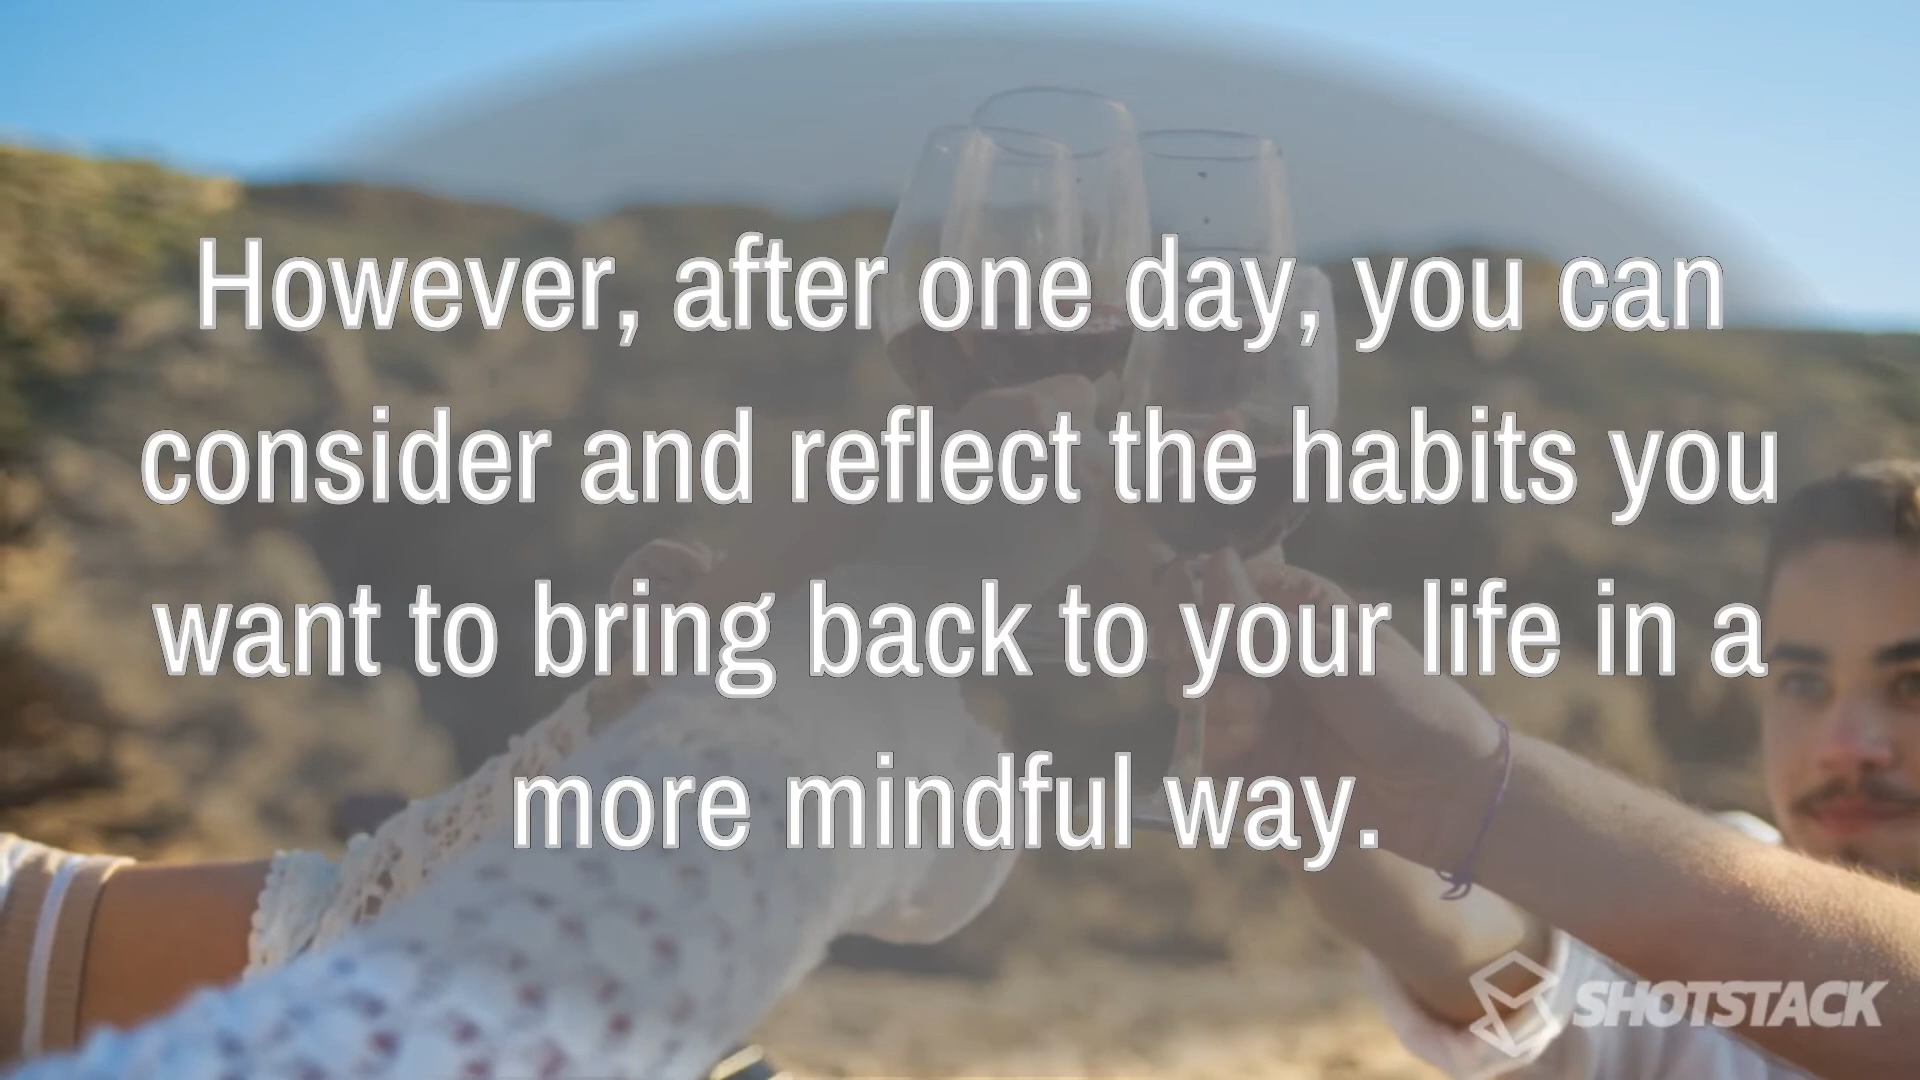 However, after one day, you can
consider and reflect the habits you
want to bring back to your life in a
more mindful way.
SHOTSTACK